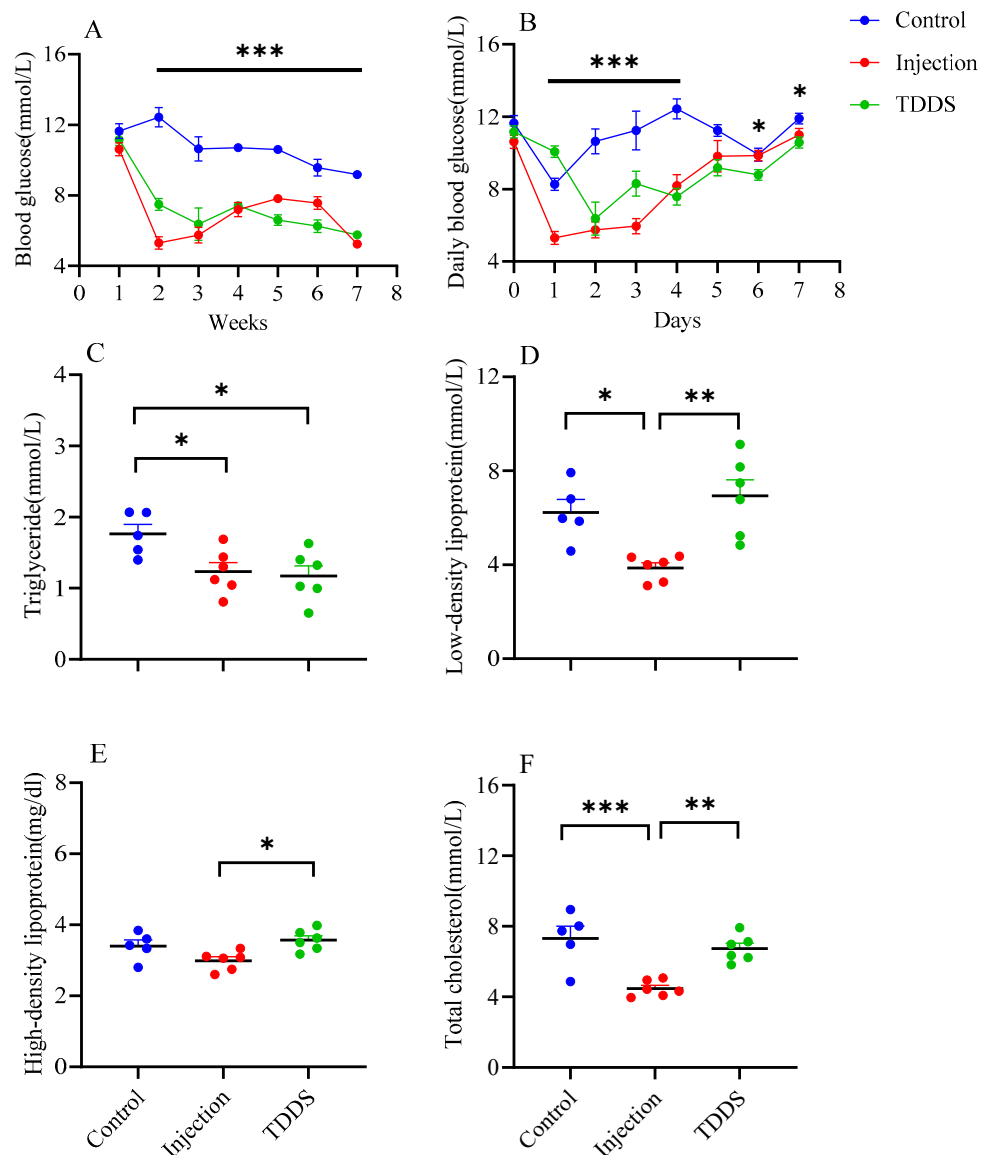 A
Blood glucose(mmol/L)
16
12
8
4
***
0 1 2 3 4 5 6 7 8
Weeks
B
Daily blood glucose(mmol/L)
16
12
8
4
***
*
*
0 1 2 3 4 5 6 7 8
Days
Control
Injection
TDDS
C
Triglyceride(mmol/L)
4
3
2
1
0
*
*
D
Low-density lipoprotein(mmol/L)
12
8
4
0
*
**
E
High-density lipoprotein(mg/dl)
8
6
4
2
0
*
Control
Injection
TDDS
F
Total cholesterol(mmol/L)
16
12
8
4
0
***
**
Control
Injection
TDDS